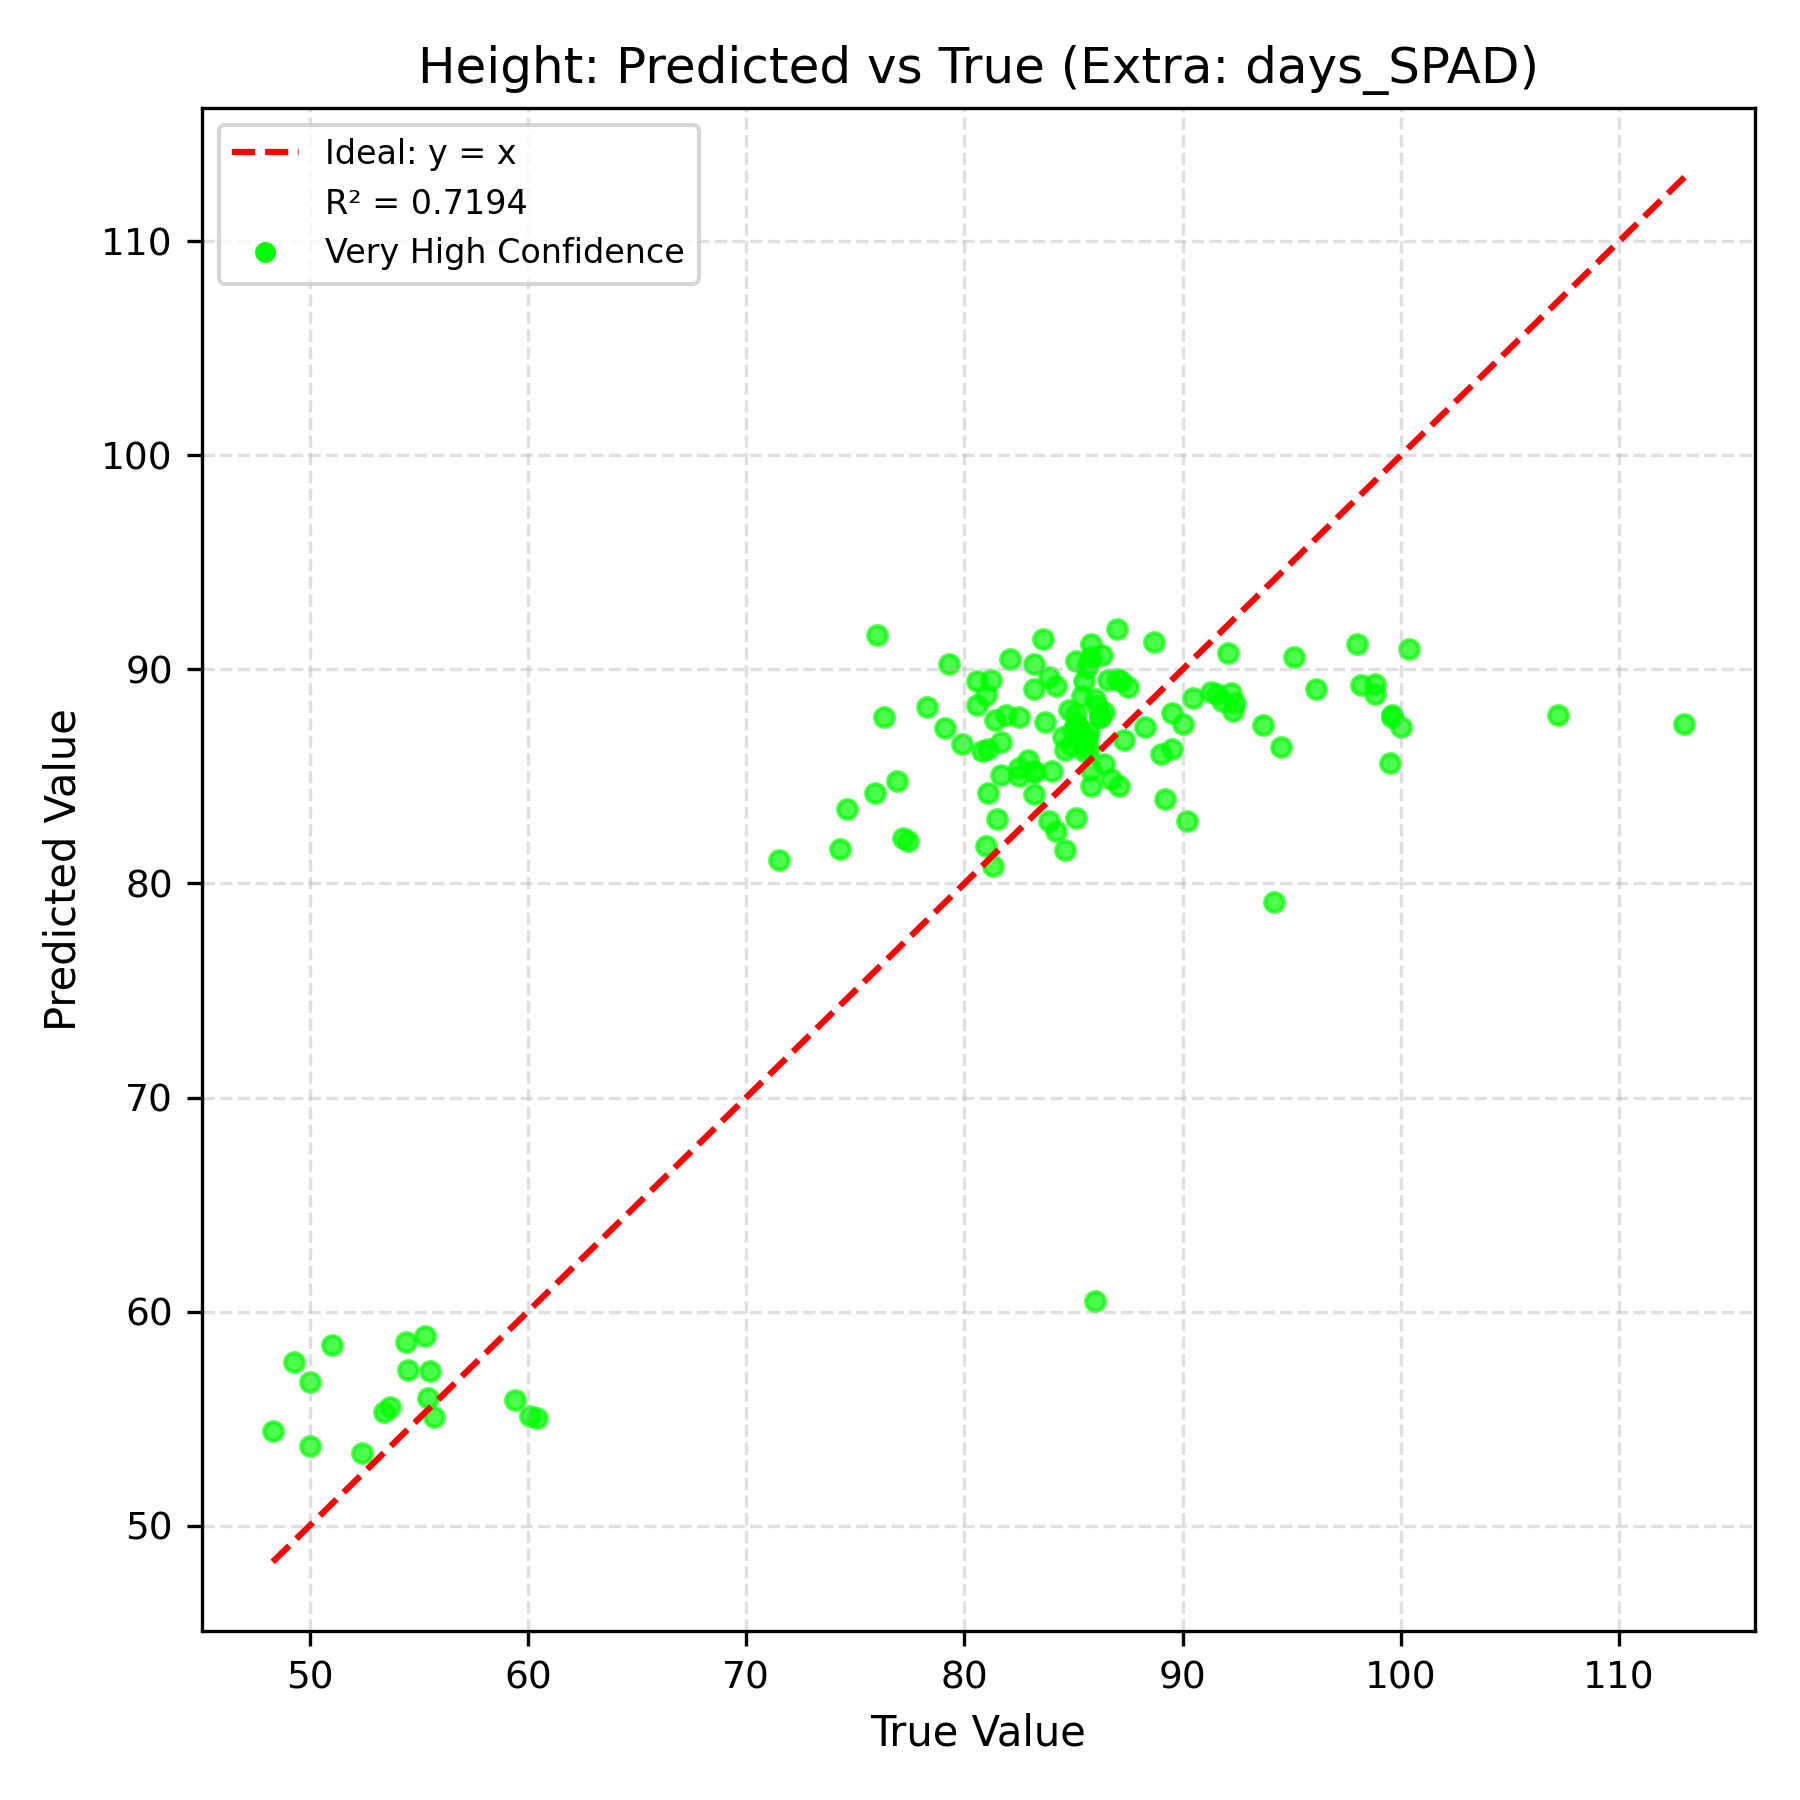 Height: Predicted vs True (Extra: days_SPAD)
Ideal: y = x
R² = 0.7194
Very High Confidence
110
100
90
80
70
60
50
Predicted Value
50 60 70 80 90 100 110
True Value